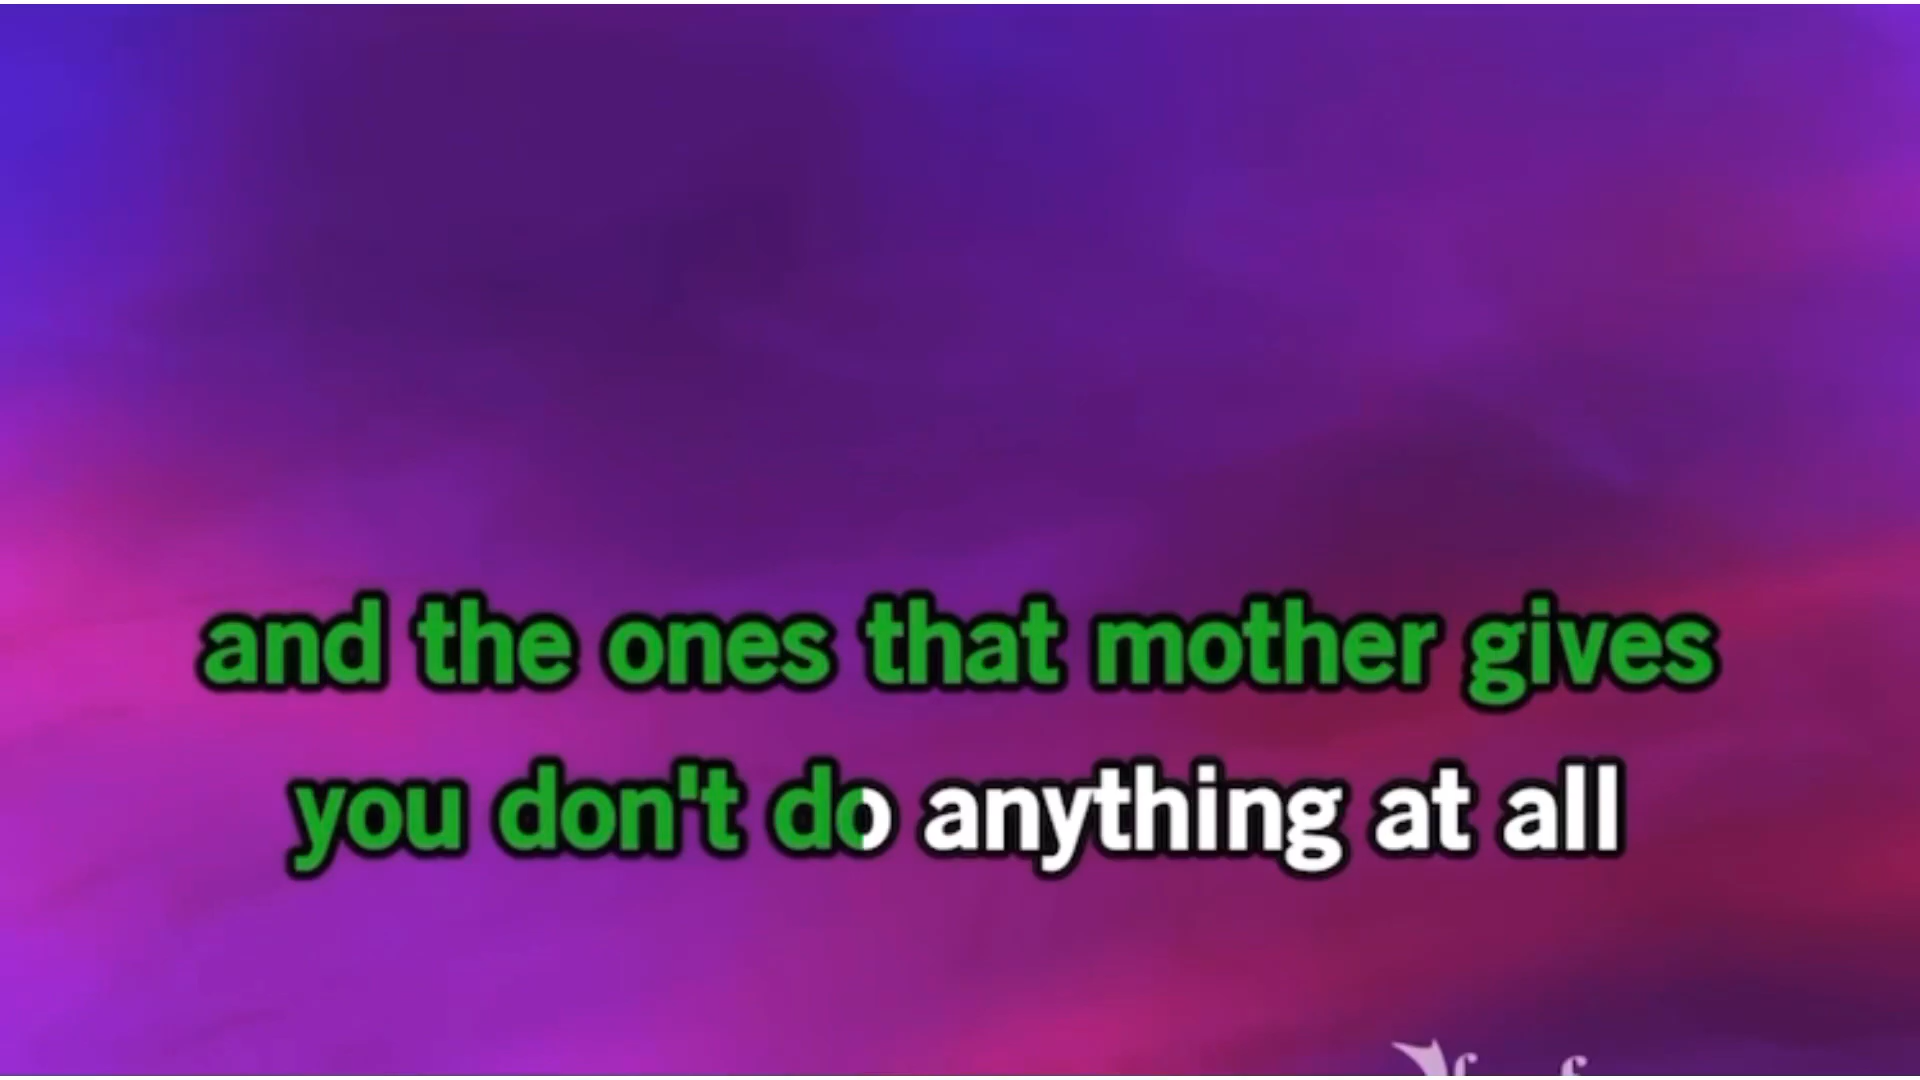 and the ones that mother gives
you don't do anything at all